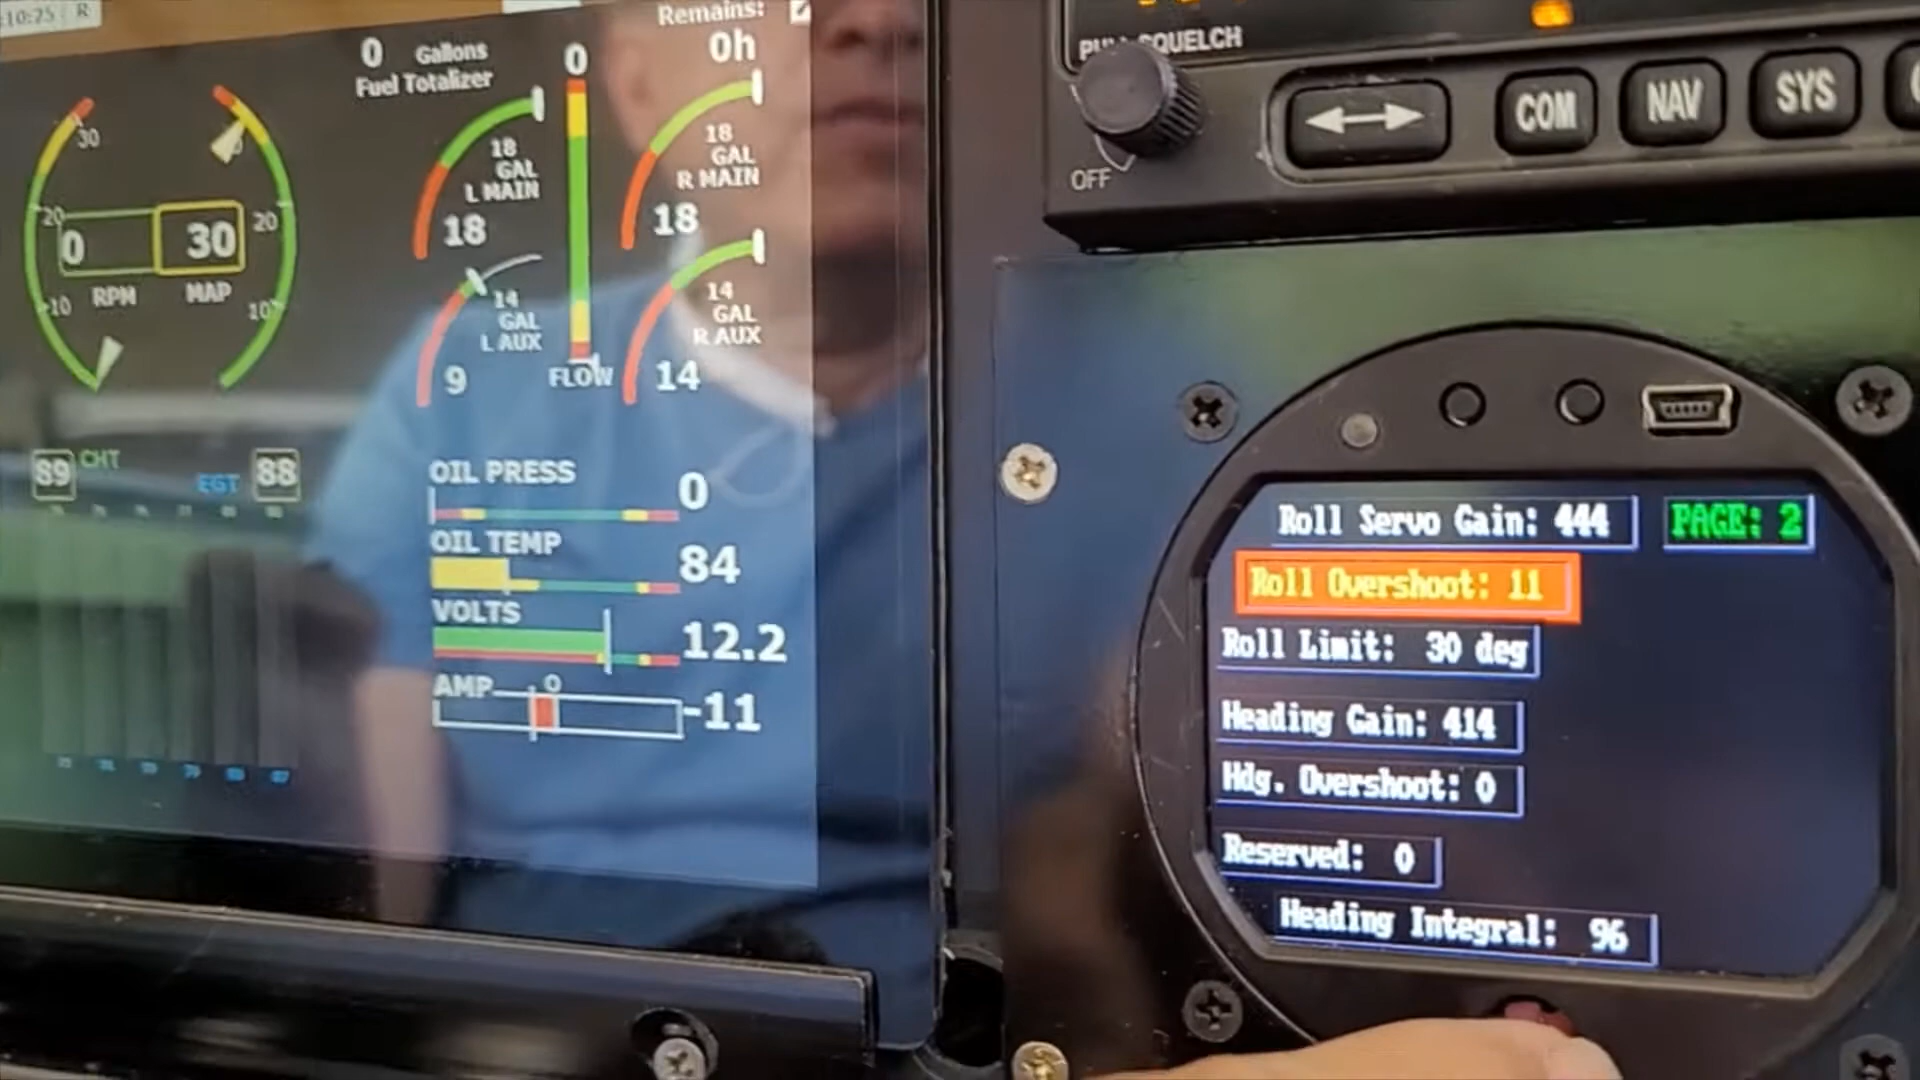 :10:25 R
Remains:
0h
0 Gallons
Fuel Totalizer
0
30
20
0
30
20
10
RPM
MAP
10
18
GAL
L MAIN
18
18
GAL
R MAIN
18
14
GAL
L AUX
9
FLOW
14
GAL
R AUX
14
89 CHT
EGT 88
OIL PRESS 0
OIL TEMP 84
VOLTS 12.2
AMP 0 -11
SQUELCH
OFF
COM
NAV
SYS
Roll Servo Gain: 444
PAGE: 2
Roll Overshoot: 11
Roll Limit: 30 deg
Heading Gain: 414
Hdg. Overshoot: 0
Reserved: 0
Heading Integral: 96